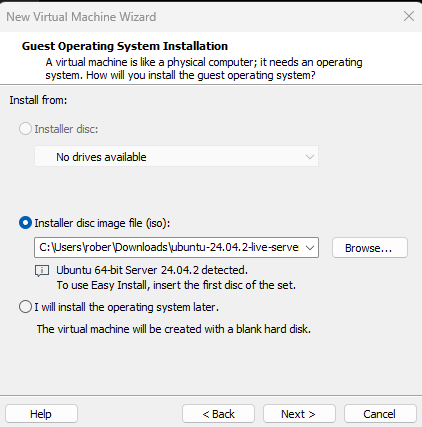 New Virtual Machine Wizard
Guest Operating System Installation
A virtual machine is like a physical computer; it needs an operating
system. How will you install the guest operating system?
Install from:
Installer disc:
No drives available
Installer disc image file (iso):
C:\Users\rober\Downloads\ubuntu-24.04.2-live-server
Browse...
Ubuntu 64-bit Server 24.04.2 detected.
To use Easy Install, insert the first disc of the set.
I will install the operating system later.
The virtual machine will be created with a blank hard disk.
Help
< Back
Next >
Cancel